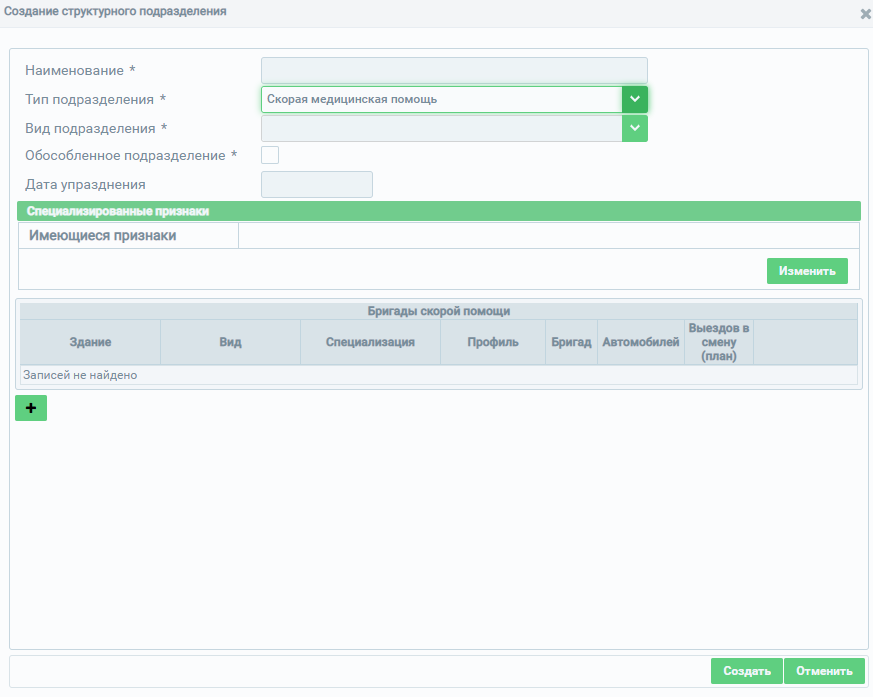 Создание структурного подразделения
Наименование *
Тип подразделения *
Скорая медицинская помощь
Вид подразделения *
Обособленное подразделение *
Дата упразднения
Специализированные признаки
Имеющиеся признаки
Изменить
Бригады скорой помощи
Здание
Вид
Специализация
Профиль
Бригад
Автомобилей
Выездов в
смену
(план)
Записей не найдено
+
Создать
Отменить